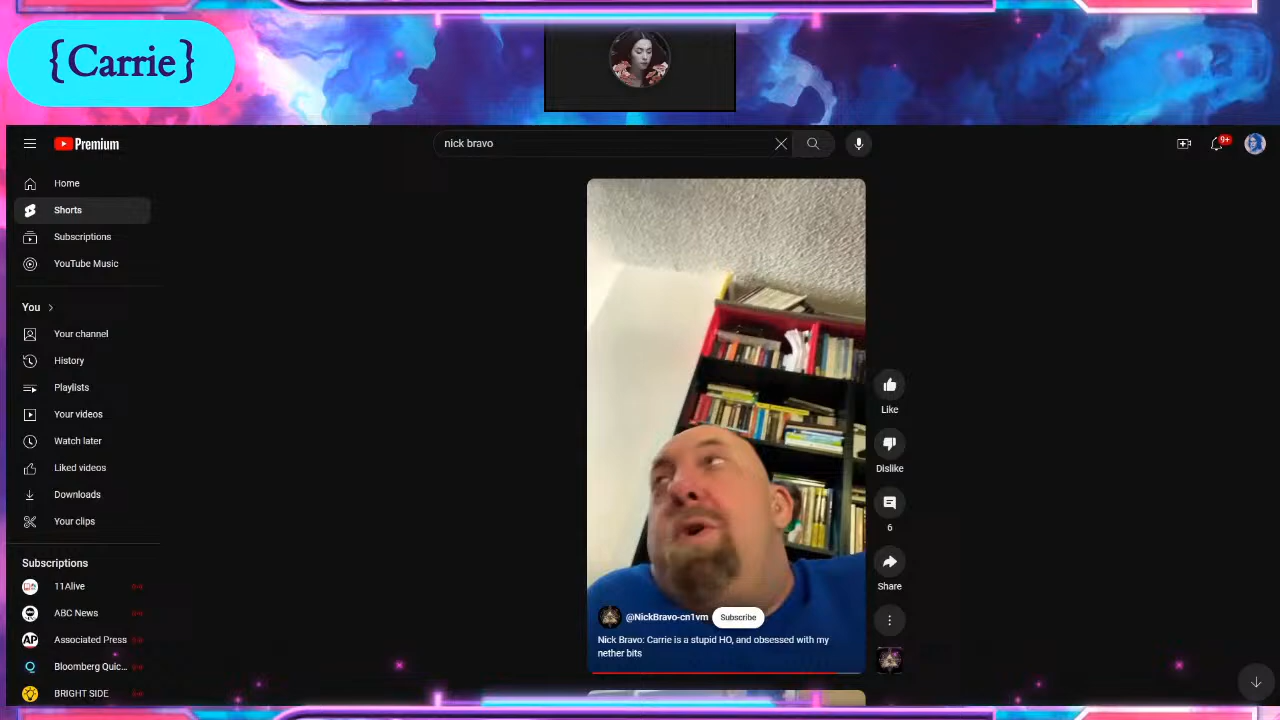 {Carrie}
Premium
nick bravo
9+
Home
Shorts
Subscriptions
YouTube Music
You
Your channel
History
Playlists
Your videos
Watch later
Liked videos
Downloads
Your clips
Subscriptions
11Alive
ABC News
AP
Associated Press
Bloomberg Quic...
BRIGHT SIDE
Like
Dislike
6
Share
@NickBravo-cn1vm
Subscribe
Nick Bravo: Carrie is a stupid HO, and obsessed with my
nether bits